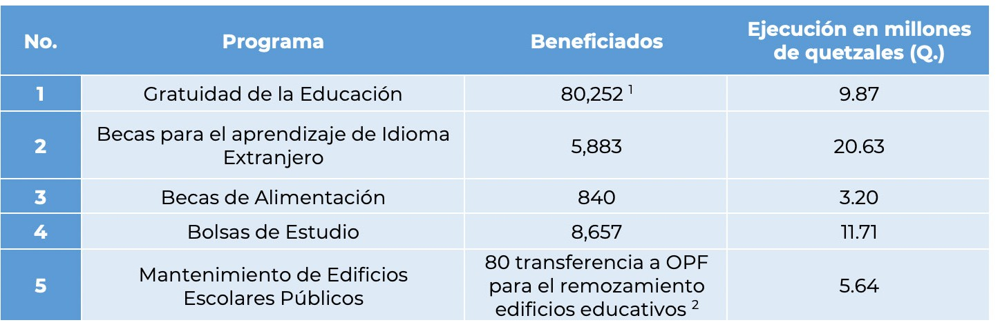 No.
Programa
Beneficiados
Ejecución en millones
de quetzales (Q.)
1
Gratuidad de la Educación
80,252 ¹
9.87
2
Becas para el aprendizaje de Idioma
Extranjero
5,883
20.63
3
Becas de Alimentación
840
3.20
4
Bolsas de Estudio
8,657
11.71
5
Mantenimiento de Edificios
Escolares Públicos
80 transferencia a OPF
para el remozamiento
edificios educativos ²
5.64